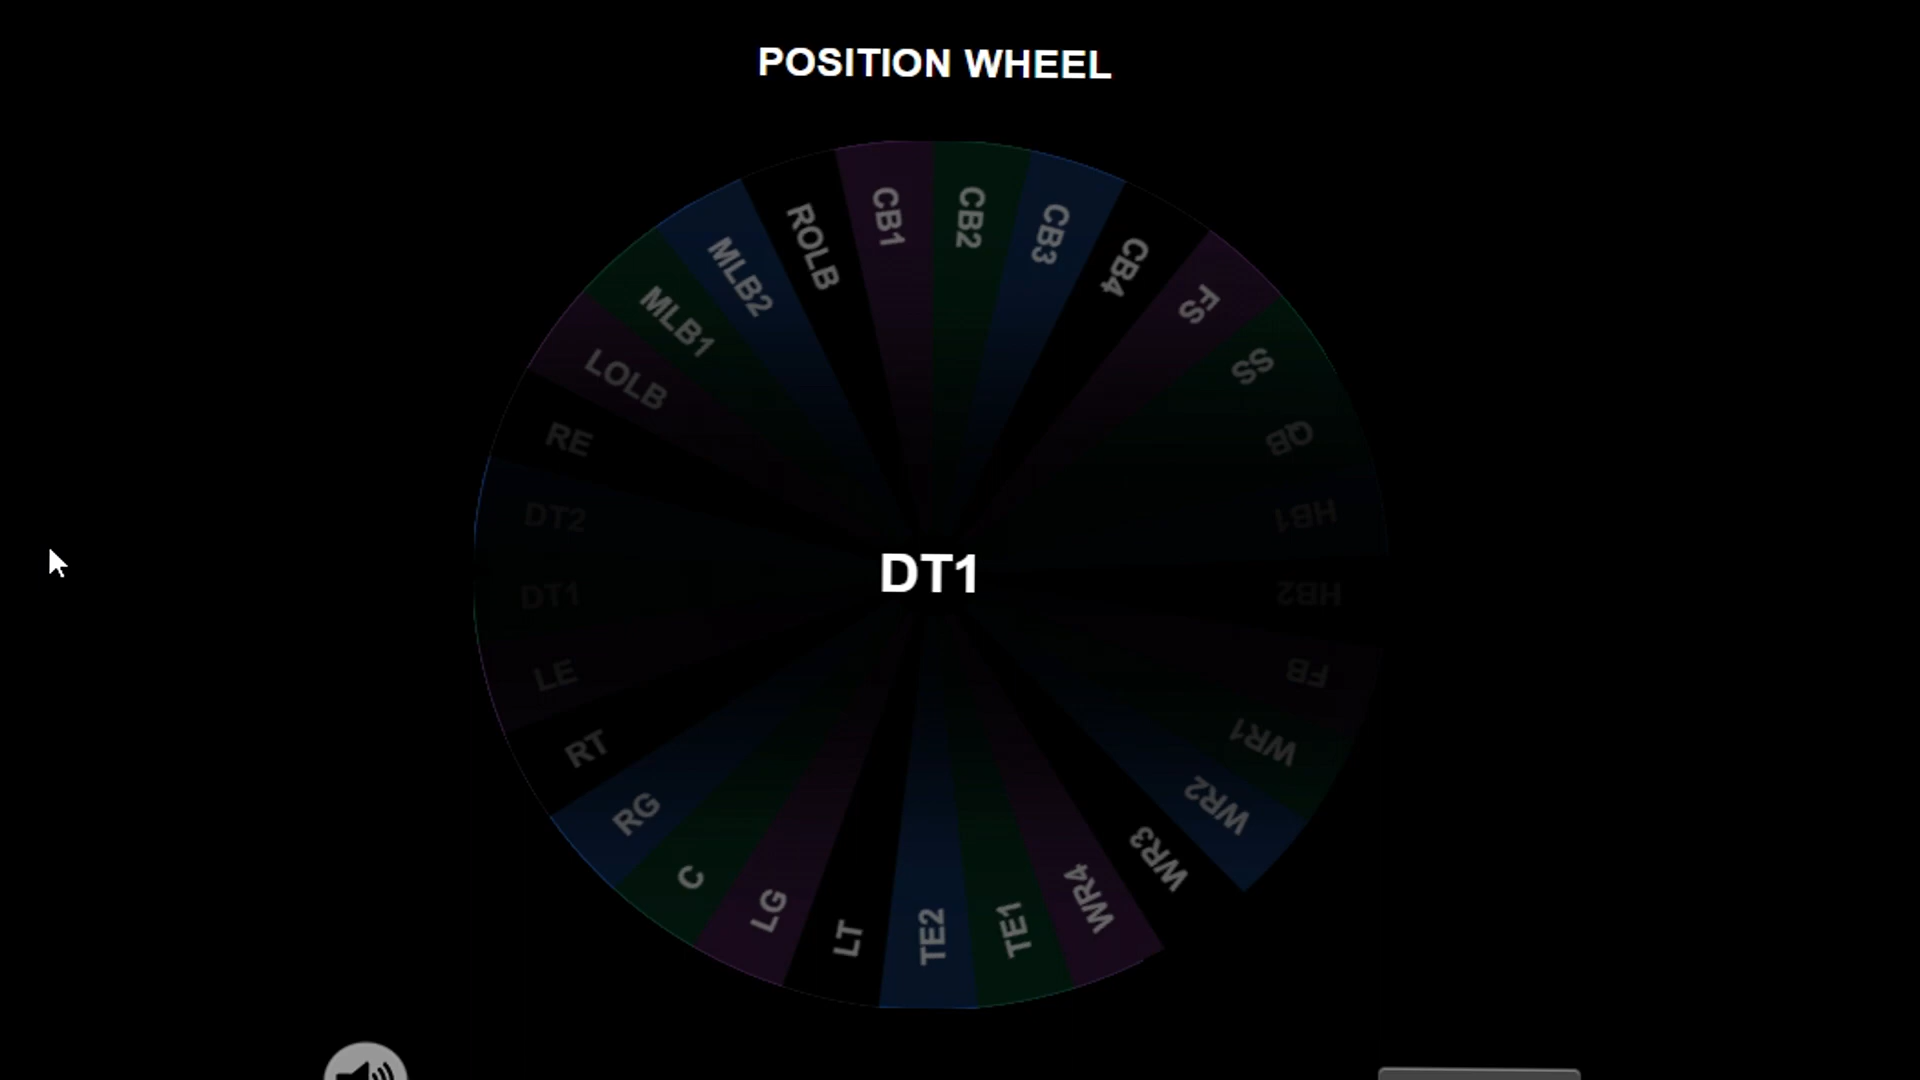 POSITION WHEEL
CB1
CB2
CB3
CB4
FS
SS
QB
HB1
HB2
FB
WR1
WR2
WR3
WR4
TE1
TE2
LT
LG
C
RG
RT
LE
DT1
DT2
RE
LOLB
MLB1
MLB2
ROLB
DT1